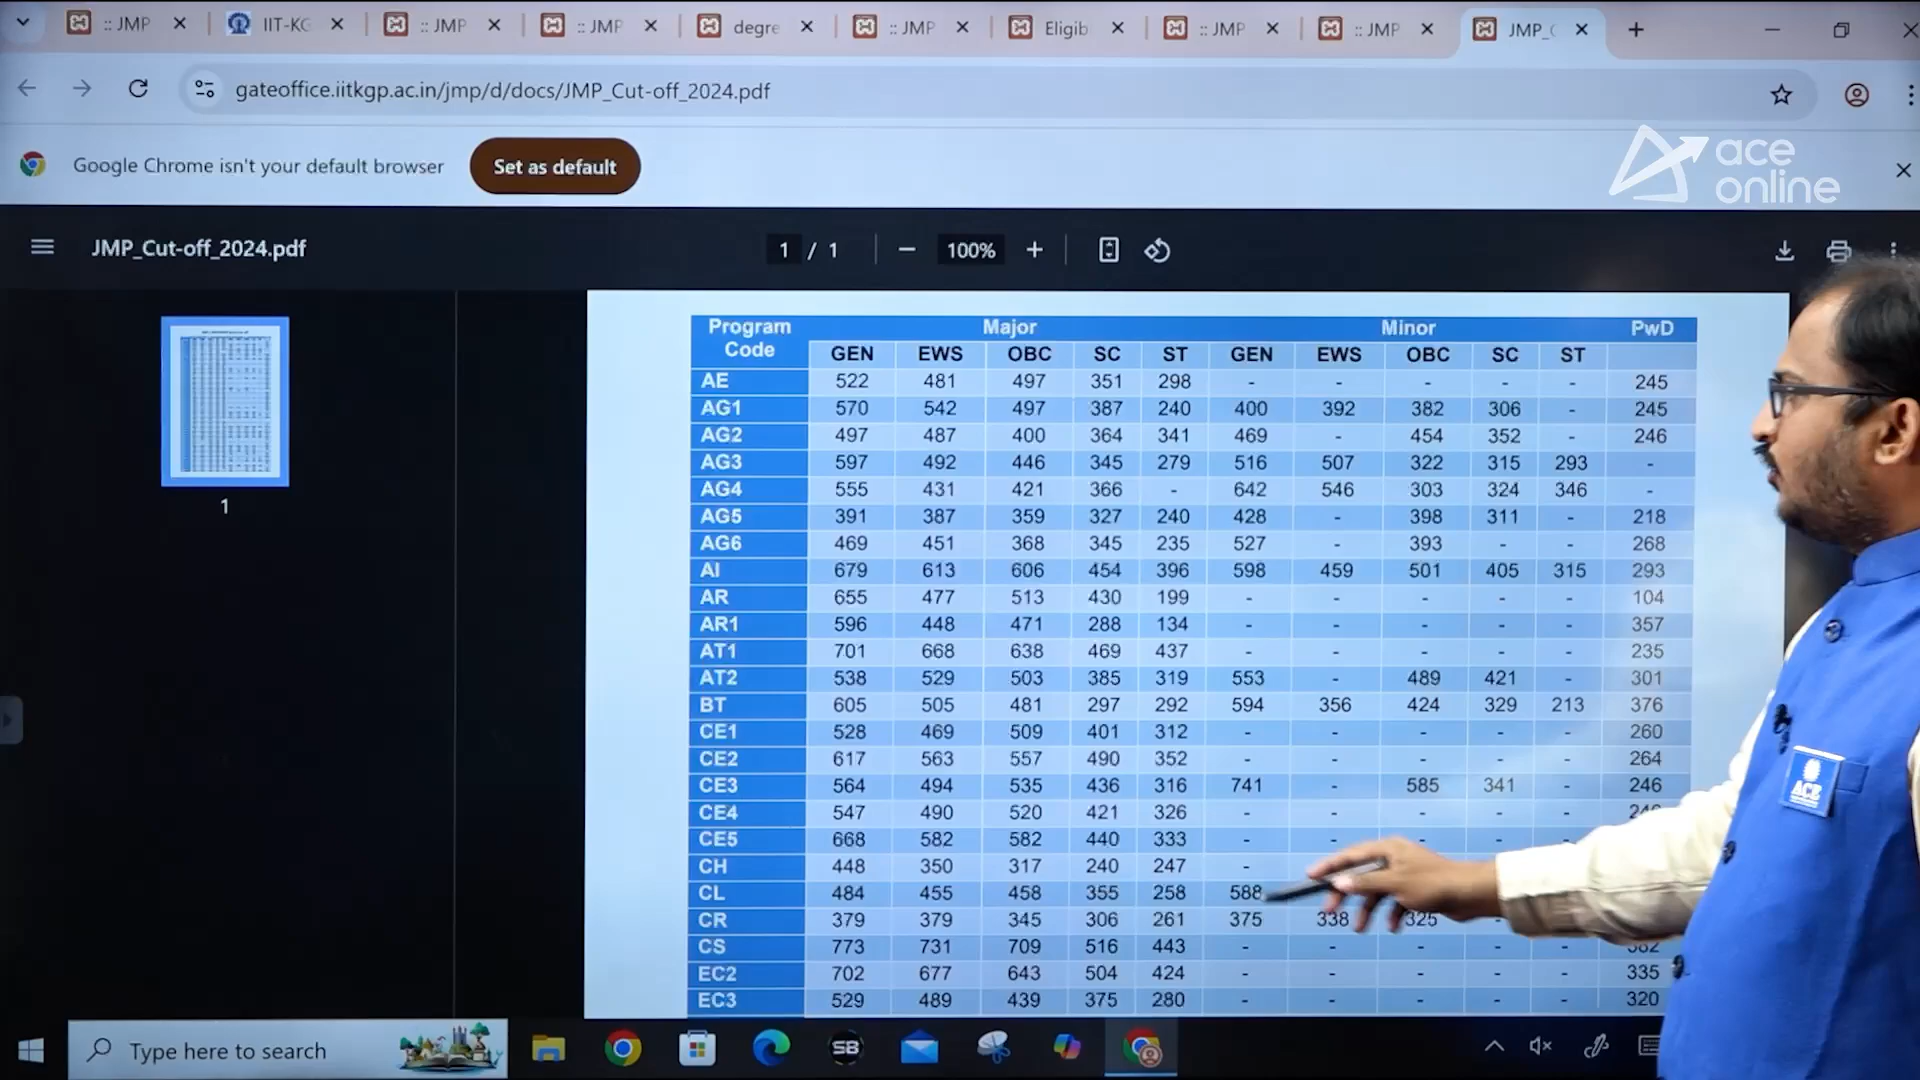 :: JMP
IIT-KG
:: JMP
:: JMP
degre
:: JMP
Eligib
:: JMP
:: JMP
JMP_C
gateoffice.iitkgp.ac.in/jmp/d/docs/JMP_Cut-off_2024.pdf
Google Chrome isn't your default browser
Set as default
ace online
JMP_Cut-off_2024.pdf
1 / 1
100%
1
Program Code Major Minor PwD
GEN EWS OBC SC ST GEN EWS OBC SC ST
AE 522 481 497 351 298 - - - - - 245
AG1 570 542 497 387 240 400 392 382 306 - 245
AG2 497 487 400 364 341 469 - 454 352 - 246
AG3 597 492 446 345 279 516 507 322 315 293 -
AG4 555 431 421 366 - 642 546 303 324 346 -
AG5 391 387 359 327 240 428 - 398 311 - 218
AG6 469 451 368 345 235 527 - 393 - - 268
AI 679 613 606 454 396 598 459 501 405 315 293
AR 655 477 513 430 199 - - - - - 104
AR1 596 448 471 288 134 - - - - - 357
AT1 701 668 638 469 437 - - - - - 235
AT2 538 529 503 385 319 553 - 489 421 - 301
BT 605 505 481 297 292 594 356 424 329 213 376
CE1 528 469 509 401 312 - - - - - 260
CE2 617 563 557 490 352 - - - - - 264
CE3 564 494 535 436 316 741 - 585 341 - 246
CE4 547 490 520 421 326 - - - - -
CE5 668 582 582 440 333 - - - - -
CH 448 350 317 240 247 -
CL 484 455 458 355 258 588
CR 379 379 345 306 261 375 338 325 -
CS 773 731 709 516 443 - - - - -
EC2 702 677 643 504 424 - - - - - 335
EC3 529 489 439 375 280 - - - - - 320
ACE
Type here to search
SB